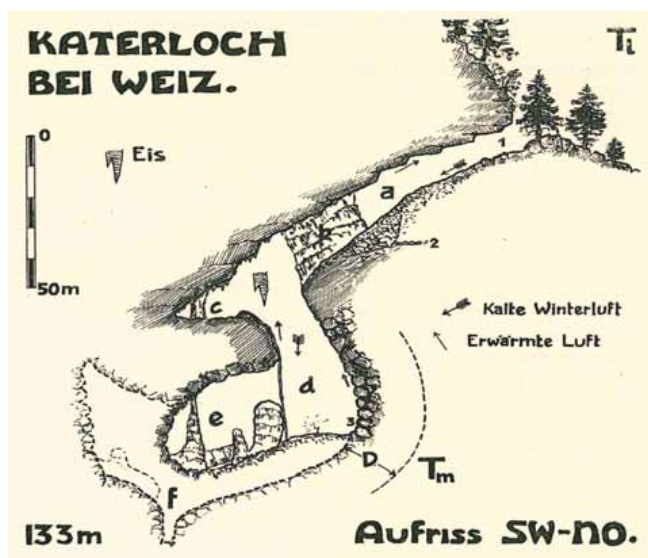 KATERLOCH
BEI WEIZ.
Ti
0
Eis
1
a
b
2
50m
c
Kalte Winterluft
Erwärmte Luft
d
e
3
D
Tm
f
133m
Aufriss SW-NO.